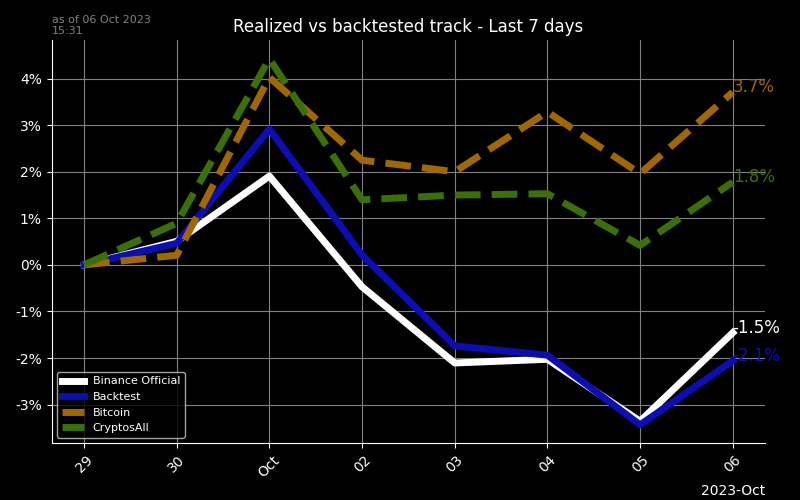 as of 06 Oct 2023
15:31
Realized vs backtested track - Last 7 days
4%
3%
2%
1%
0%
-1%
-2%
-3%
3.7%
1.8%
-1.5%
-2.1%
Binance Official
Backtest
Bitcoin
CryptosAll
29
30
Oct
02
03
04
05
06
2023-Oct